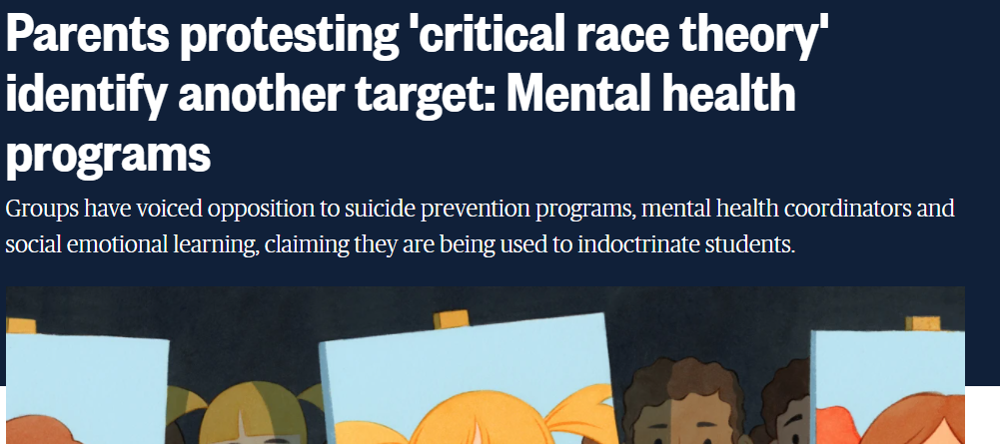 Parents protesting 'critical race theory'
identify another target: Mental health
programs
Groups have voiced opposition to suicide prevention programs, mental health coordinators and
social emotional learning, claiming they are being used to indoctrinate students.